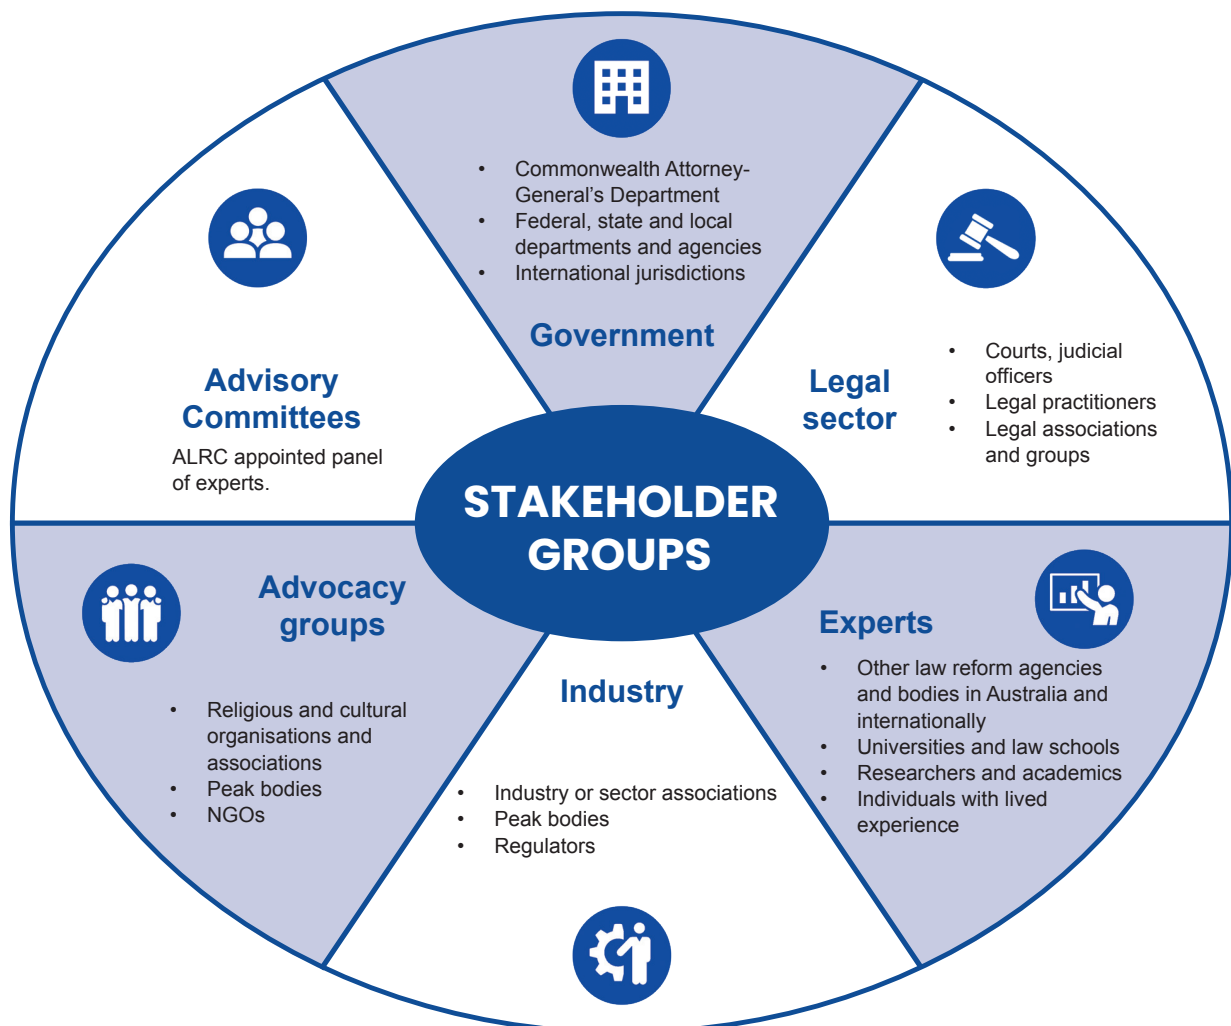 • Commonwealth Attorney-
General's Department
• Federal, state and local
departments and agencies
• International jurisdictions
Government
Legal
sector
• Courts, judicial
officers
• Legal practitioners
• Legal associations
and groups
Experts
• Other law reform agencies
and bodies in Australia and
internationally
• Universities and law schools
• Researchers and academics
• Individuals with lived
experience
Industry
• Industry or sector associations
• Peak bodies
• Regulators
Advocacy
groups
• Religious and cultural
organisations and
associations
• Peak bodies
• NGOs
Advisory
Committees
ALRC appointed panel
of experts.
STAKEHOLDER
GROUPS